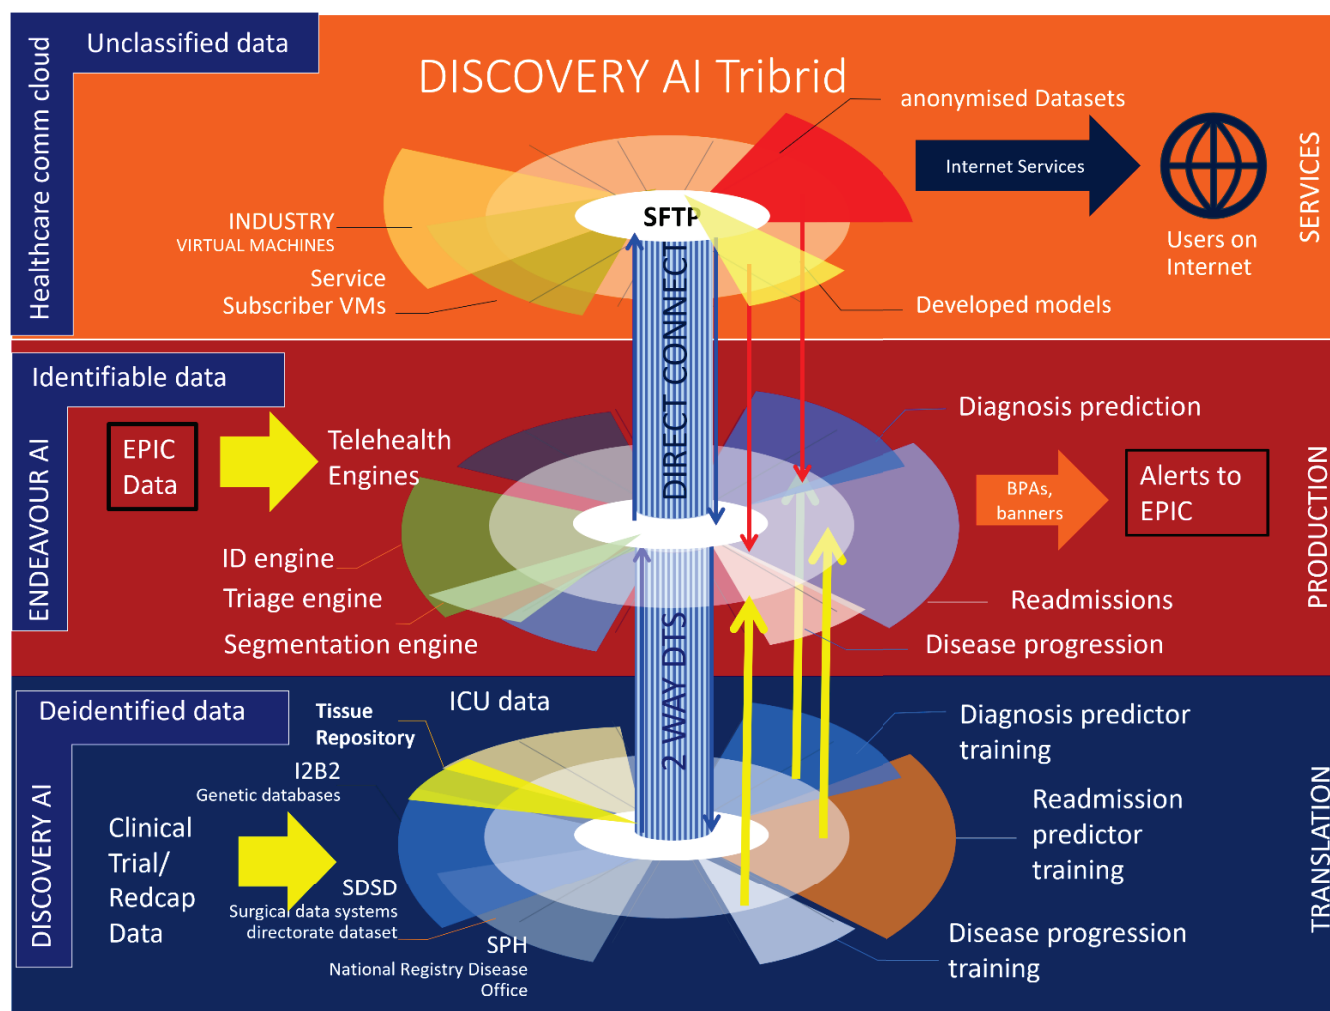 Unclassified data
Healthcare comm cloud
DISCOVERY AI Tribrid
anonymised Datasets
Internet Services
SERVICES
SFTP
INDUSTRY
VIRTUAL MACHINES
Users on
Internet
Service
Subscriber VMs
Developed models
DIRECT CONNECT
Identifiable data
ENDEAVOUR AI
EPIC
Data
Telehealth
Engines
Diagnosis prediction
BPAs,
banners
Alerts to
EPIC
PRODUCTION
ID engine
Triage engine
Segmentation engine
Readmissions
Disease progression
2 WAY DTS
Deidentified data
DISCOVERY AI
ICU data
Tissue
Repository
I2B2
Genetic databases
Clinical
Trial/
Redcap
Data
SDSD
Surgical data systems
directorate dataset
SPH
National Registry Disease
Office
Diagnosis predictor
training
Readmission
predictor
training
Disease progression
training
TRANSLATION